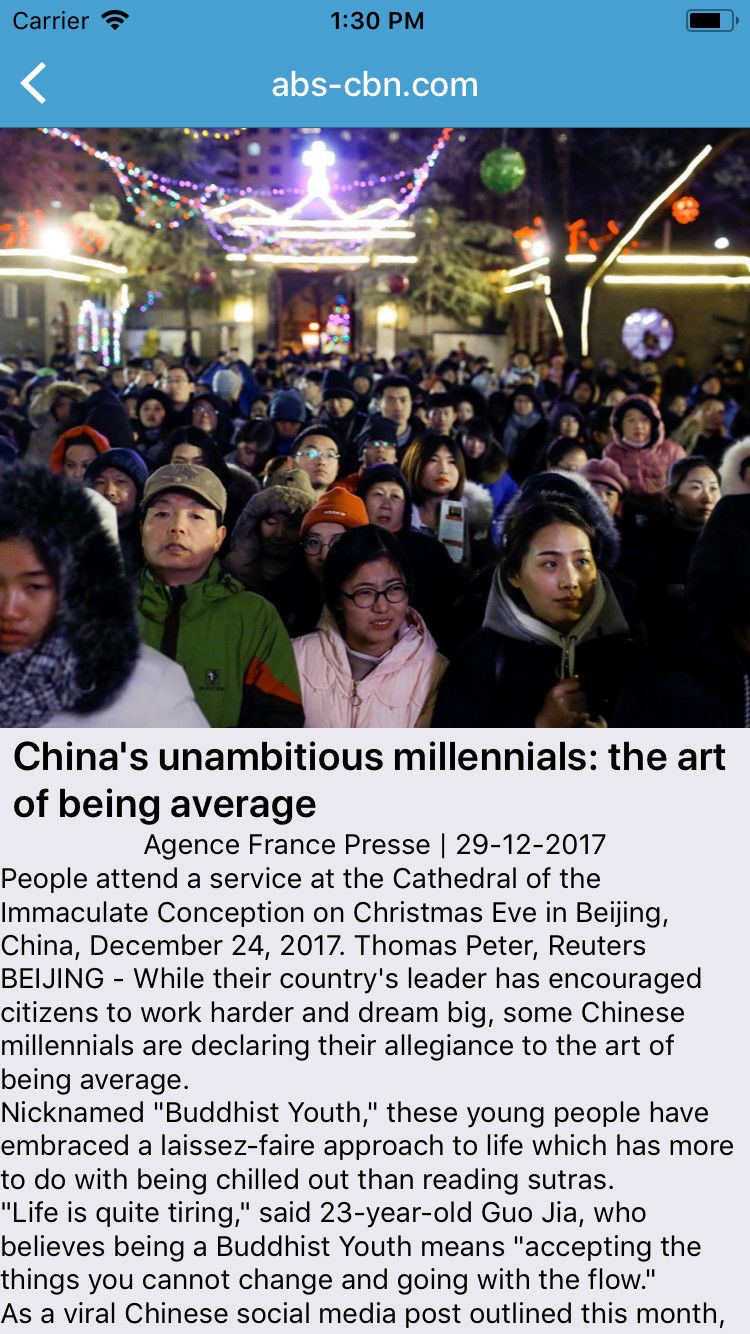 Carrier
1:30 PM
abs-cbn.com
China's unambitious millennials: the art
of being average
Agence France Presse | 29-12-2017
People attend a service at the Cathedral of the
Immaculate Conception on Christmas Eve in Beijing,
China, December 24, 2017. Thomas Peter, Reuters
BEIJING - While their country's leader has encouraged
citizens to work harder and dream big, some Chinese
millennials are declaring their allegiance to the art of
being average.
Nicknamed "Buddhist Youth," these young people have
embraced a laissez-faire approach to life which has more
to do with being chilled out than reading sutras.
"Life is quite tiring," said 23-year-old Guo Jia, who
believes being a Buddhist Youth means "accepting the
things you cannot change and going with the flow."
As a viral Chinese social media post outlined this month,